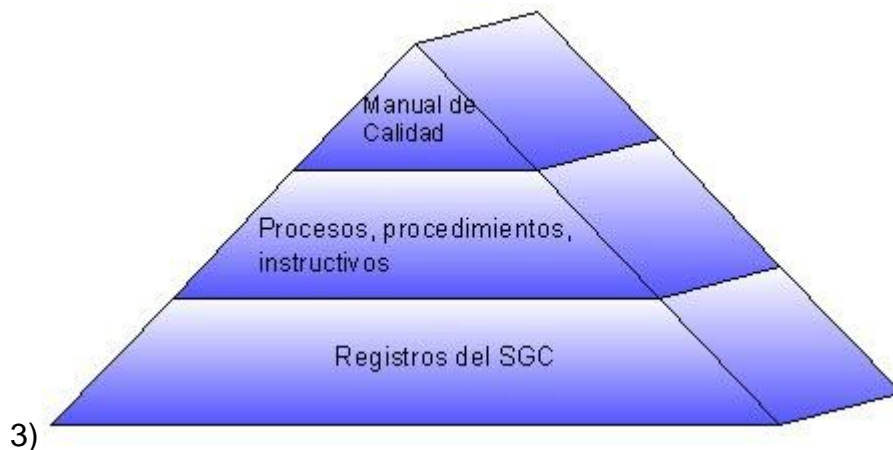 Manual de
Calidad
Procesos, procedimientos,
instructivos
Registros del SGC
3)